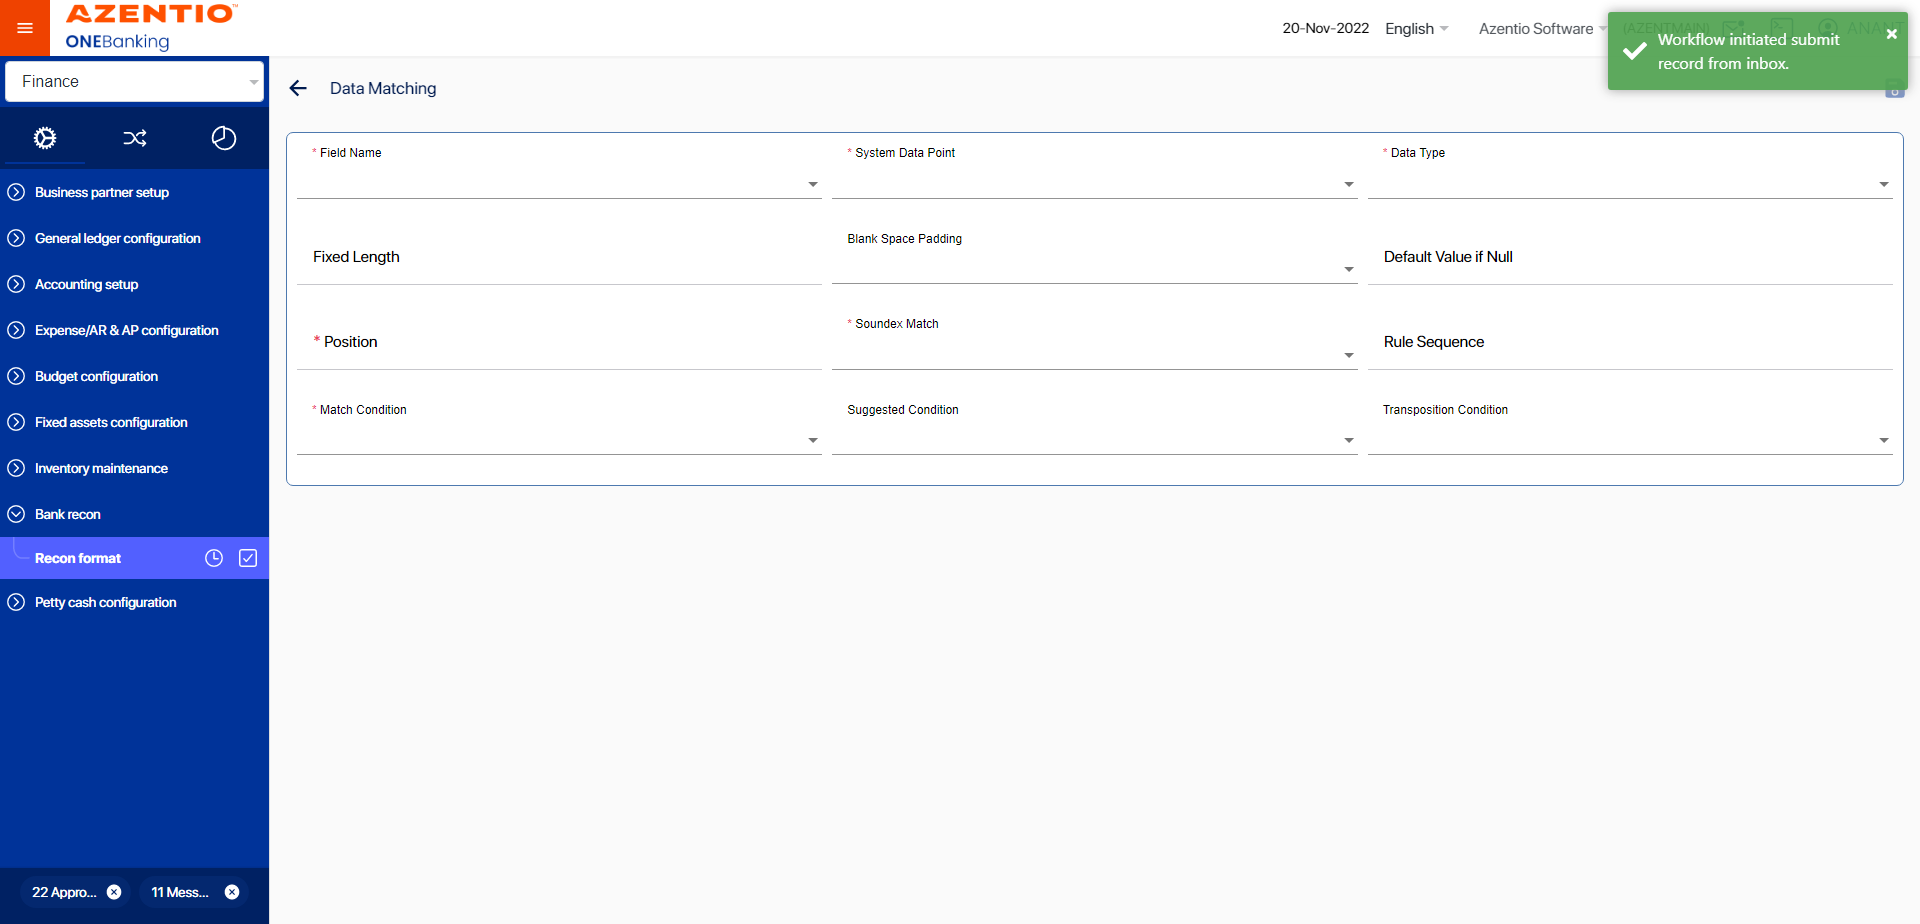 AZENTIO
ONEBanking
20-Nov-2022 English Azentio Software (AZENTMAIN)
Workflow initiated submit
record from inbox.
Finance
Data Matching
Business partner setup
General ledger configuration
Accounting setup
Expense/AR & AP configuration
Budget configuration
Fixed assets configuration
Inventory maintenance
Bank recon
Recon format
Petty cash configuration
22 Appro... 11 Mess...
* Field Name * System Data Point * Data Type
Fixed Length Blank Space Padding Default Value if Null
* Position * Soundex Match Rule Sequence
* Match Condition Suggested Condition Transposition Condition